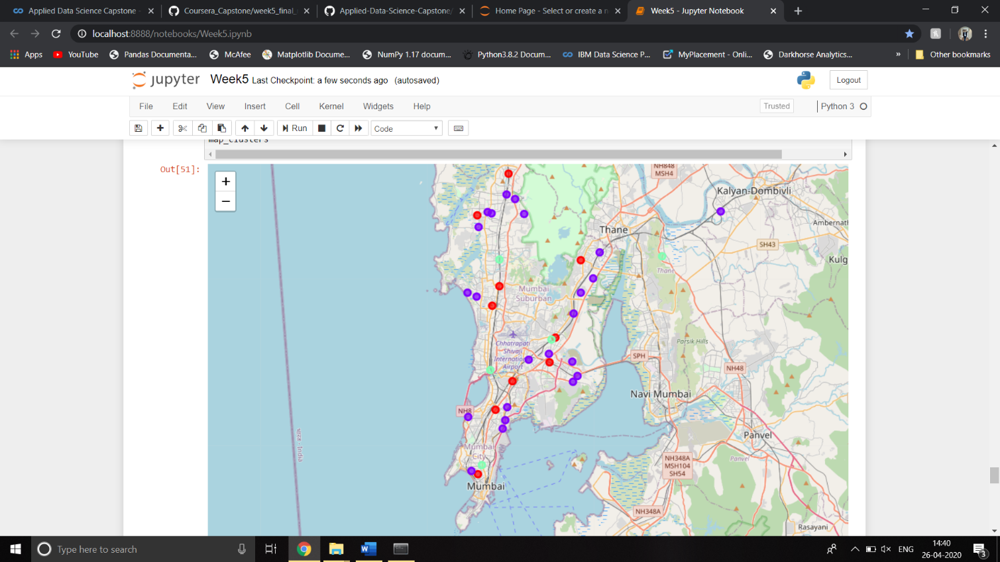 Applied Data Science Capstone -
Coursera_Capstone/week5_final_
Applied-Data-Science-Capstone/
Home Page - Select or create a n
Week5 - Jupyter Notebook
localhost:8888/notebooks/Week5.ipynb
Apps
YouTube
Pandas Documenta...
McAfee
Matplotlib Docume...
NumPy 1.17 docum...
Python3.8.2 Docum...
IBM Data Science P...
MyPlacement - Onli...
Darkhorse Analytics...
»
Other bookmarks
jupyter Week5 Last Checkpoint: a few seconds ago (autosaved)
Logout
File Edit View Insert Cell Kernel Widgets Help
Trusted
Python 3
Run
Code
map_clusters
Out[51]:
+
−
NH848
MSH4
Kalyan-Dombivli
Thane
Ambernath
SH43
Kulg
Thane
Mumbai
Suburban
Chhatrapati
Shivaji
International
Airport
Parsik Hills
SPH
NH48
Navi Mumbai
NH8
Panvel
Panvel
भारत - India
Mumbai
City
NH348A
MSH104
SH54
Mumbai
NH348A
Rasayani
Type here to search
ENG
14:40
26-04-2020
3